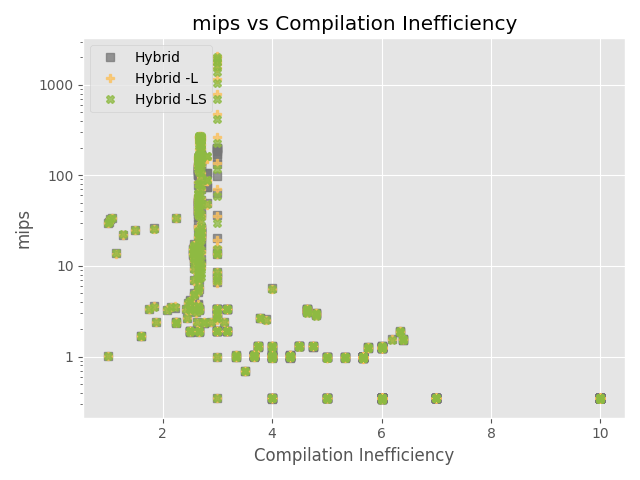 mips vs Compilation Inefficiency
Hybrid
Hybrid -L
Hybrid -LS
1000
100
10
1
mips
2
4
6
8
10
Compilation Inefficiency